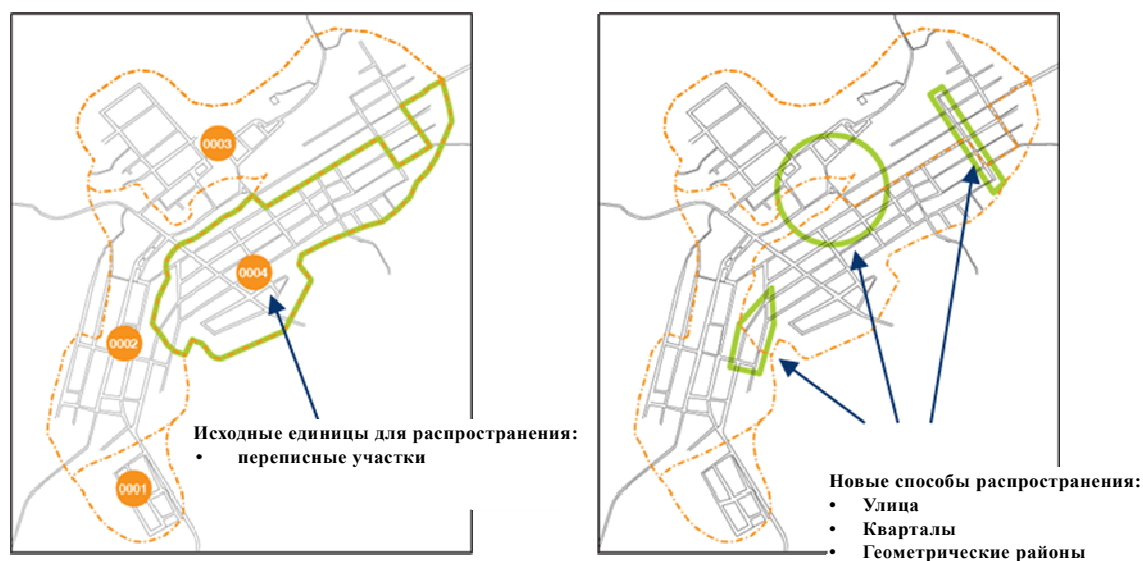 0003
0004
0002
0001
Исходные единицы для распространения:
• переписные участки
Новые способы распространения:
• Улица
• Кварталы
• Геометрические районы